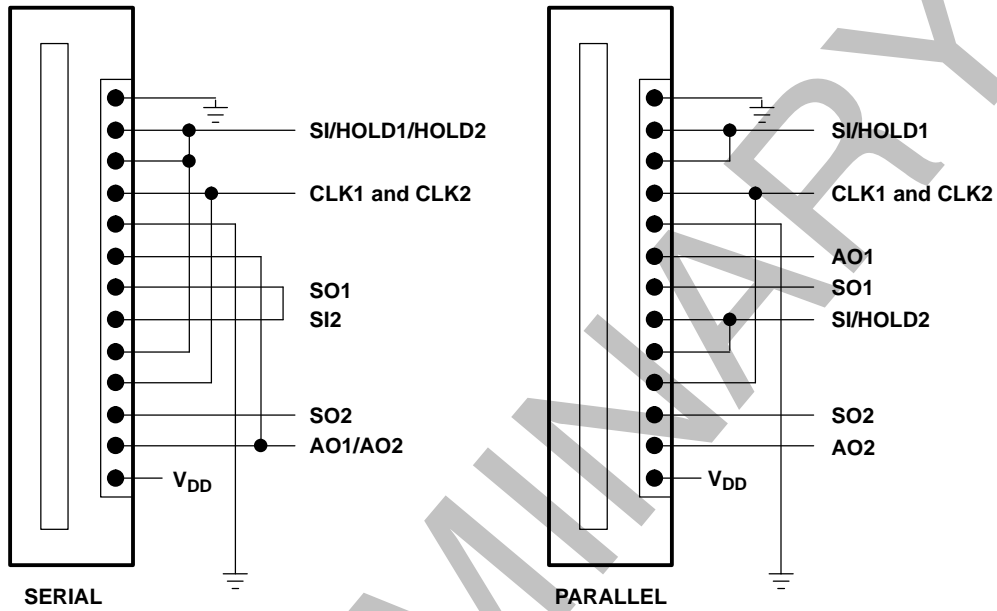 SI/HOLD1/HOLD2
CLK1 and CLK2
SO1
SI2
SO2
AO1/AO2
VDD
SERIAL
SI/HOLD1
CLK1 and CLK2
AO1
SO1
SI/HOLD2
SO2
AO2
VDD
PARALLEL
MINARY